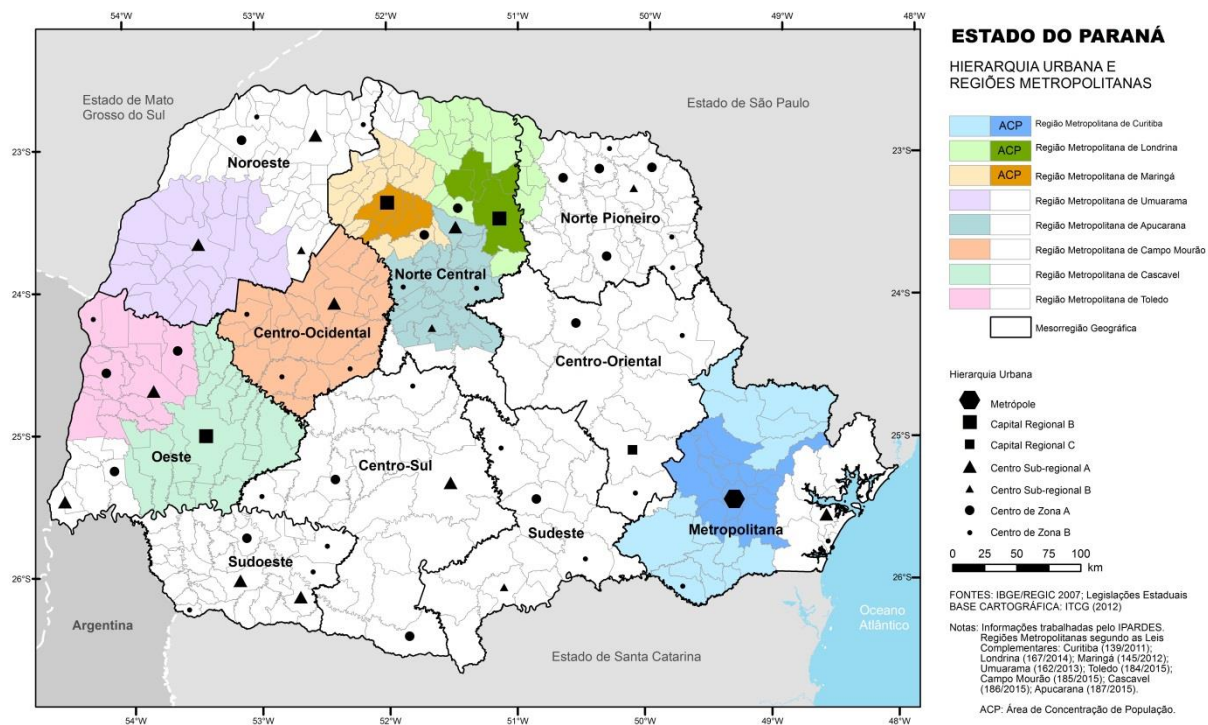 54°W
53°W
52°W
51°W
50°W
49°W
48°W
Estado de Mato
Grosso do Sul
Estado de São Paulo
23°S
23°S
Noroeste
Norte Pioneiro
Norte Central
24°S
24°S
Centro-Ocidental
Centro-Oriental
25°S
25°S
Oeste
Centro-Sul
Metropolitana
Sudeste
Sudoeste
26°S
26°S
Argentina
Oceano
Atlântico
Estado de Santa Catarina
54°W
53°W
52°W
51°W
50°W
49°W
48°W
ESTADO DO PARANÁ
HIERARQUIA URBANA E
REGIÕES METROPOLITANAS
ACP Região Metropolitana de Curitiba
ACP Região Metropolitana de Londrina
ACP Região Metropolitana de Maringá
Região Metropolitana de Umuarama
Região Metropolitana de Apucarana
Região Metropolitana de Campo Mourão
Região Metropolitana de Cascavel
Região Metropolitana de Toledo
Mesorregião Geográfica
Hierarquia Urbana
Metrópole
Capital Regional B
Capital Regional C
Centro Sub-regional A
Centro Sub-regional B
Centro de Zona A
Centro de Zona B
0 25 50 75 100
km
FONTES: IBGE/REGIC 2007; Legislações Estaduais
BASE CARTOGRÁFICA: ITCG (2012)
Notas: Informações trabalhadas pelo IPARDES.
Regiões Metropolitanas segundo as Leis
Complementares: Curitiba (139/2011);
Londrina (167/2014); Maringá (145/2012);
Umuarama (162/2013); Toledo (184/2015);
Campo Mourão (185/2015); Cascavel
(186/2015); Apucarana (187/2015).
ACP: Área de Concentração de População.